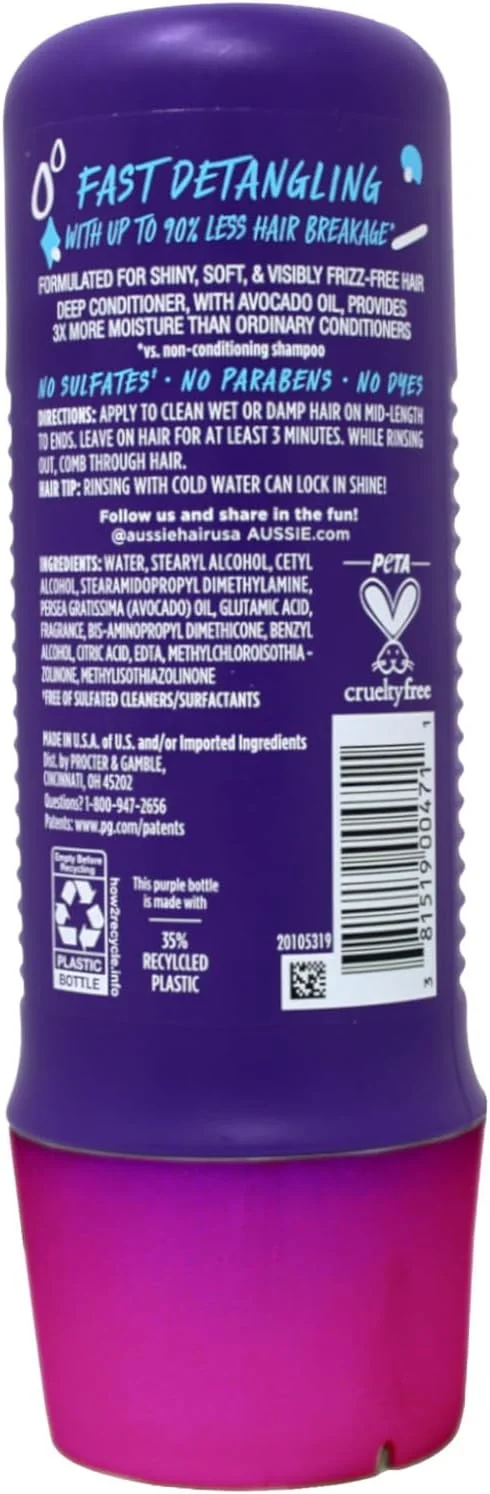 FAST DETANGLING
WITH UP TO 90% LESS HAIR BREAKAGE*
FORMULATED FOR SHINY, SOFT, & VISIBLY FRIZZ-FREE HAIR
DEEP CONDITIONER, WITH AVOCADO OIL, PROVIDES
3X MORE MOISTURE THAN ORDINARY CONDITIONERS
*vs. non-conditioning shampoo
NO SULFATES† · NO PARABENS · NO DYES
DIRECTIONS: APPLY TO CLEAN WET OR DAMP HAIR ON MID-LENGTH
TO ENDS. LEAVE ON HAIR FOR AT LEAST 3 MINUTES. WHILE RINSING
OUT, COMB THROUGH HAIR.
HAIR TIP: RINSING WITH COLD WATER CAN LOCK IN SHINE!
Follow us and share in the fun!
@aussiehairusa AUSSIE.com
INGREDIENTS: WATER, STEARYL ALCOHOL, CETYL
ALCOHOL, STEARAMIDOPROPYL DIMETHYLAMINE,
PERSEA GRATISSIMA (AVOCADO) OIL, GLUTAMIC ACID,
FRAGRANCE, BIS-AMINOPROPYL DIMETHICONE, BENZYL
ALCOHOL, CITRIC ACID, EDTA, METHYLCHLOROISOTHIA-
ZOLINONE, METHYLISOTHIAZOLINONE
†FREE OF SULFATED CLEANERS/SURFACTANTS
PETA
crueltyfree
MADE IN U.S.A. of U.S. and/or Imported Ingredients
Dist. by PROCTER & GAMBLE,
CINCINNATI, OH 45202
Questions? 1-800-947-2656
Patents: www.pg.com/patents
Empty Before
Recycling
PLASTIC
BOTTLE
how2recycle.info
This purple bottle
is made with
35%
RECYLCLED
PLASTIC
20105319
3 81519 00471 1